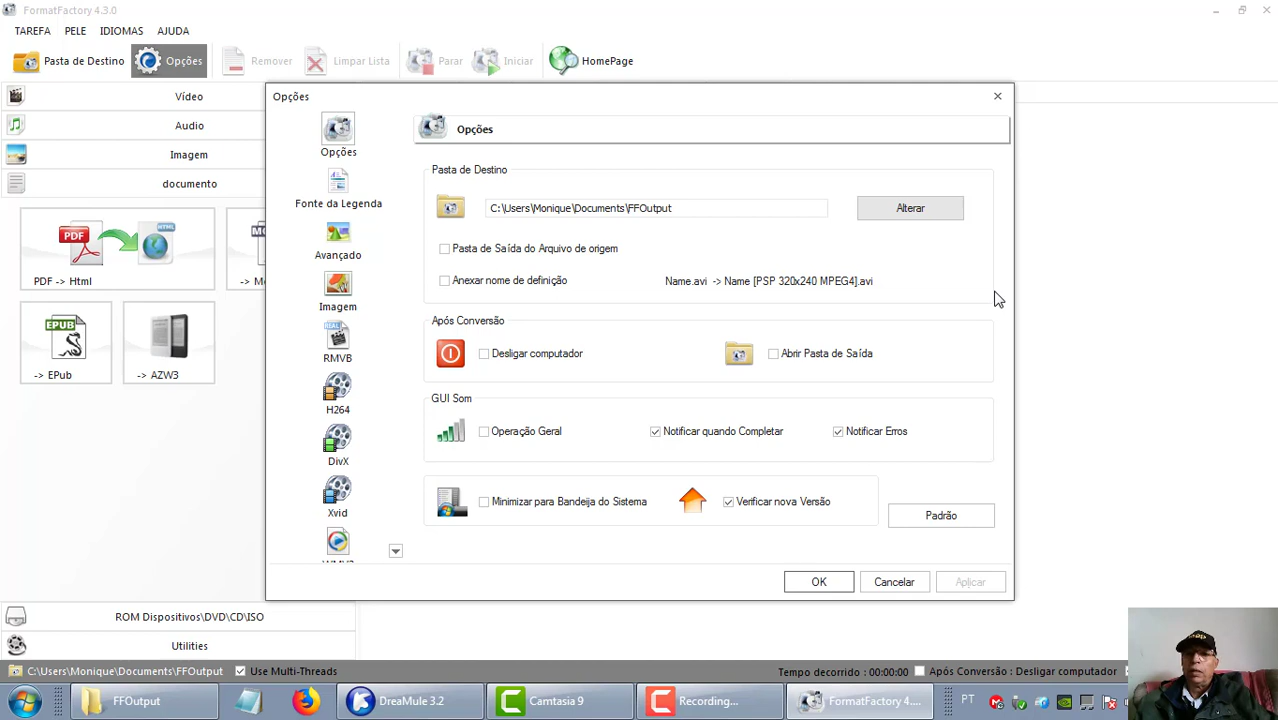 FormatFactory 4.3.0
TAREFA PELE IDIOMAS AJUDA
Pasta de Destino Opções Remover Limpar Lista Parar Iniciar HomePage
Vídeo
Audio
Imagem
documento
PDF HTML
PDF -> Html
EPUB
-> EPub
-> AZW3
ROM Dispositivos\DVD\CD\ISO
Utilities
Opções
Opções
Fonte da Legenda
Avançado
Imagem
REAL
RMVB
H264
DivX
Xvid
Opções
Pasta de Destino
C:\Users\Monique\Documents\FFOutput Alterar
Pasta de Saída do Arquivo de origem
Anexar nome de definição Name.avi -> Name [PSP 320x240 MPEG4].avi
Após Conversão
Desligar computador Abrir Pasta de Saída
GUI Som
Operação Geral Notificar quando Completar Notificar Erros
Minimizar para Bandeija do Sistema Verificar nova Versão
Padrão
OK Cancelar Aplicar
C:\Users\Monique\Documents\FFOutput Use Multi-Threads Tempo decorrido : 00:00:00 Após Conversão : Desligar computador
FFOutput DreaMule 3.2 Camtasia 9 Recording... FormatFactory 4.... PT